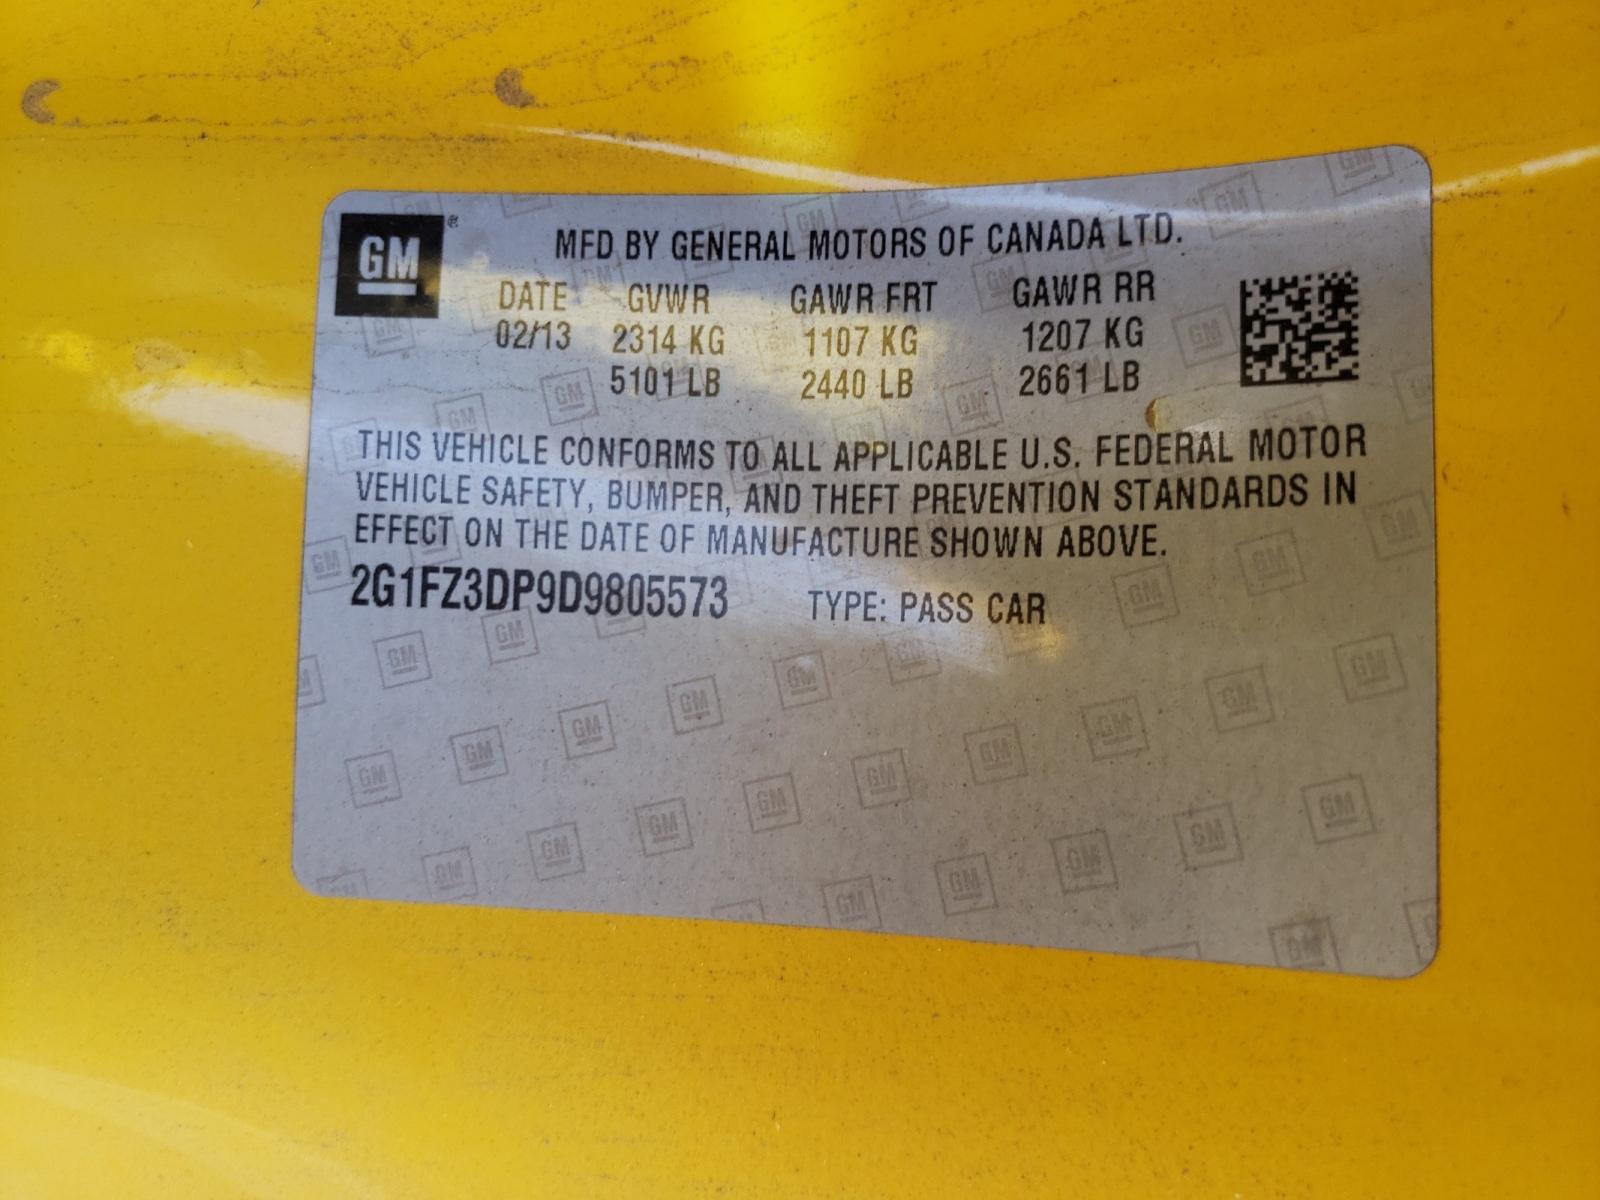 GM ®
MFD BY GENERAL MOTORS OF CANADA LTD.
DATE GVWR GAWR FRT GAWR RR
02/13 2314 KG 1107 KG 1207 KG
5101 LB 2440 LB 2661 LB
THIS VEHICLE CONFORMS TO ALL APPLICABLE U.S. FEDERAL MOTOR
VEHICLE SAFETY, BUMPER, AND THEFT PREVENTION STANDARDS IN
EFFECT ON THE DATE OF MANUFACTURE SHOWN ABOVE.
2G1FZ3DP9D9805573 TYPE: PASS CAR